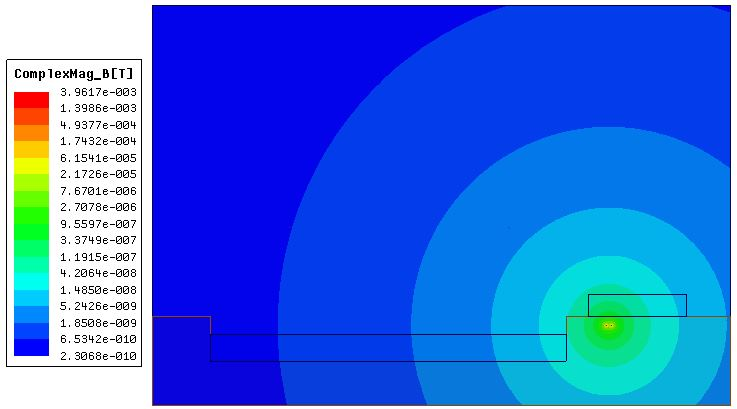 ComplexMag_B[T]
3.9617e-003
1.3986e-003
4.9377e-004
1.7432e-004
6.1541e-005
2.1726e-005
7.6701e-006
2.7078e-006
9.5597e-007
3.3749e-007
1.1915e-007
4.2064e-008
1.4850e-008
5.2426e-009
1.8508e-009
6.5342e-010
2.3068e-010